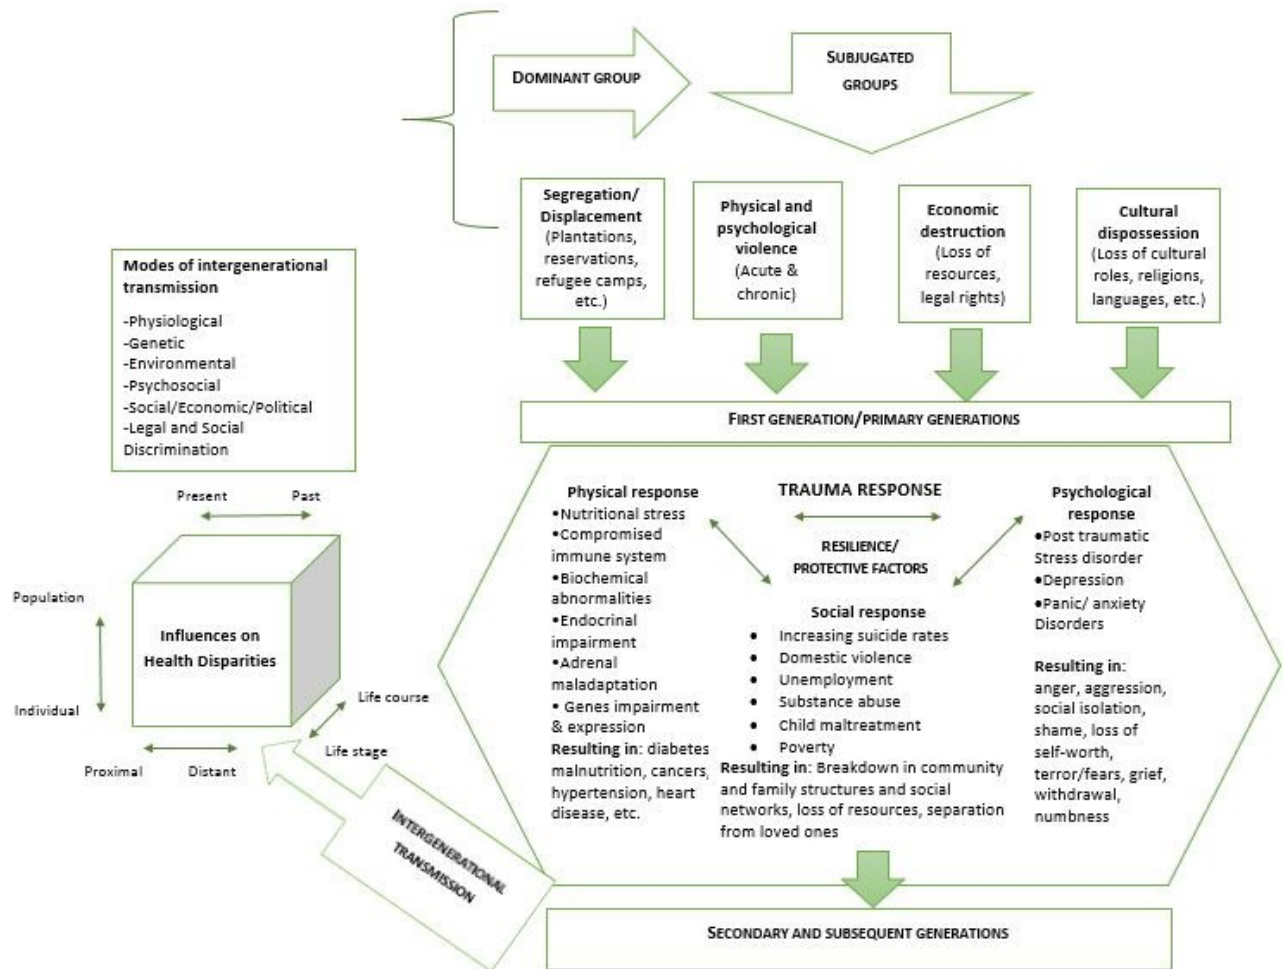 DOMINANT GROUP
SUBJUGATED
GROUPS
Segregation/
Displacement
(Plantations,
reservations,
refugee camps,
etc.)
Physical and
psychological
violence
(Acute &
chronic)
Economic
destruction
(Loss of
resources,
legal rights)
Cultural
dispossession
(Loss of cultural
roles, religions,
languages, etc.)
Modes of intergenerational
transmission
-Physiological
-Genetic
-Environmental
-Psychosocial
-Social/Economic/Political
-Legal and Social
Discrimination
FIRST GENERATION/PRIMARY GENERATIONS
Physical response
•Nutritional stress
•Compromised
immune system
•Biochemical
abnormalities
•Endocrinal
impairment
•Adrenal
maladaptation
• Genes impairment
& expression
Resulting in: diabetes
malnutrition, cancers,
hypertension, heart
disease, etc.
TRAUMA RESPONSE
RESILIENCE/
PROTECTIVE FACTORS
Social response
• Increasing suicide rates
• Domestic violence
• Unemployment
• Substance abuse
• Child maltreatment
• Poverty
Resulting in: Breakdown in community
and family structures and social
networks, loss of resources, separation
from loved ones
Psychological
response
•Post traumatic
Stress disorder
•Depression
•Panic/ anxiety
Disorders
Resulting in:
anger, aggression,
social isolation,
shame, loss of
self-worth,
terror/fears, grief,
withdrawal,
numbness
Present Past
Population
Individual
Influences on
Health Disparities
Life course
Life stage
Proximal Distant
INTERGENERATIONAL
TRANSMISSION
SECONDARY AND SUBSEQUENT GENERATIONS